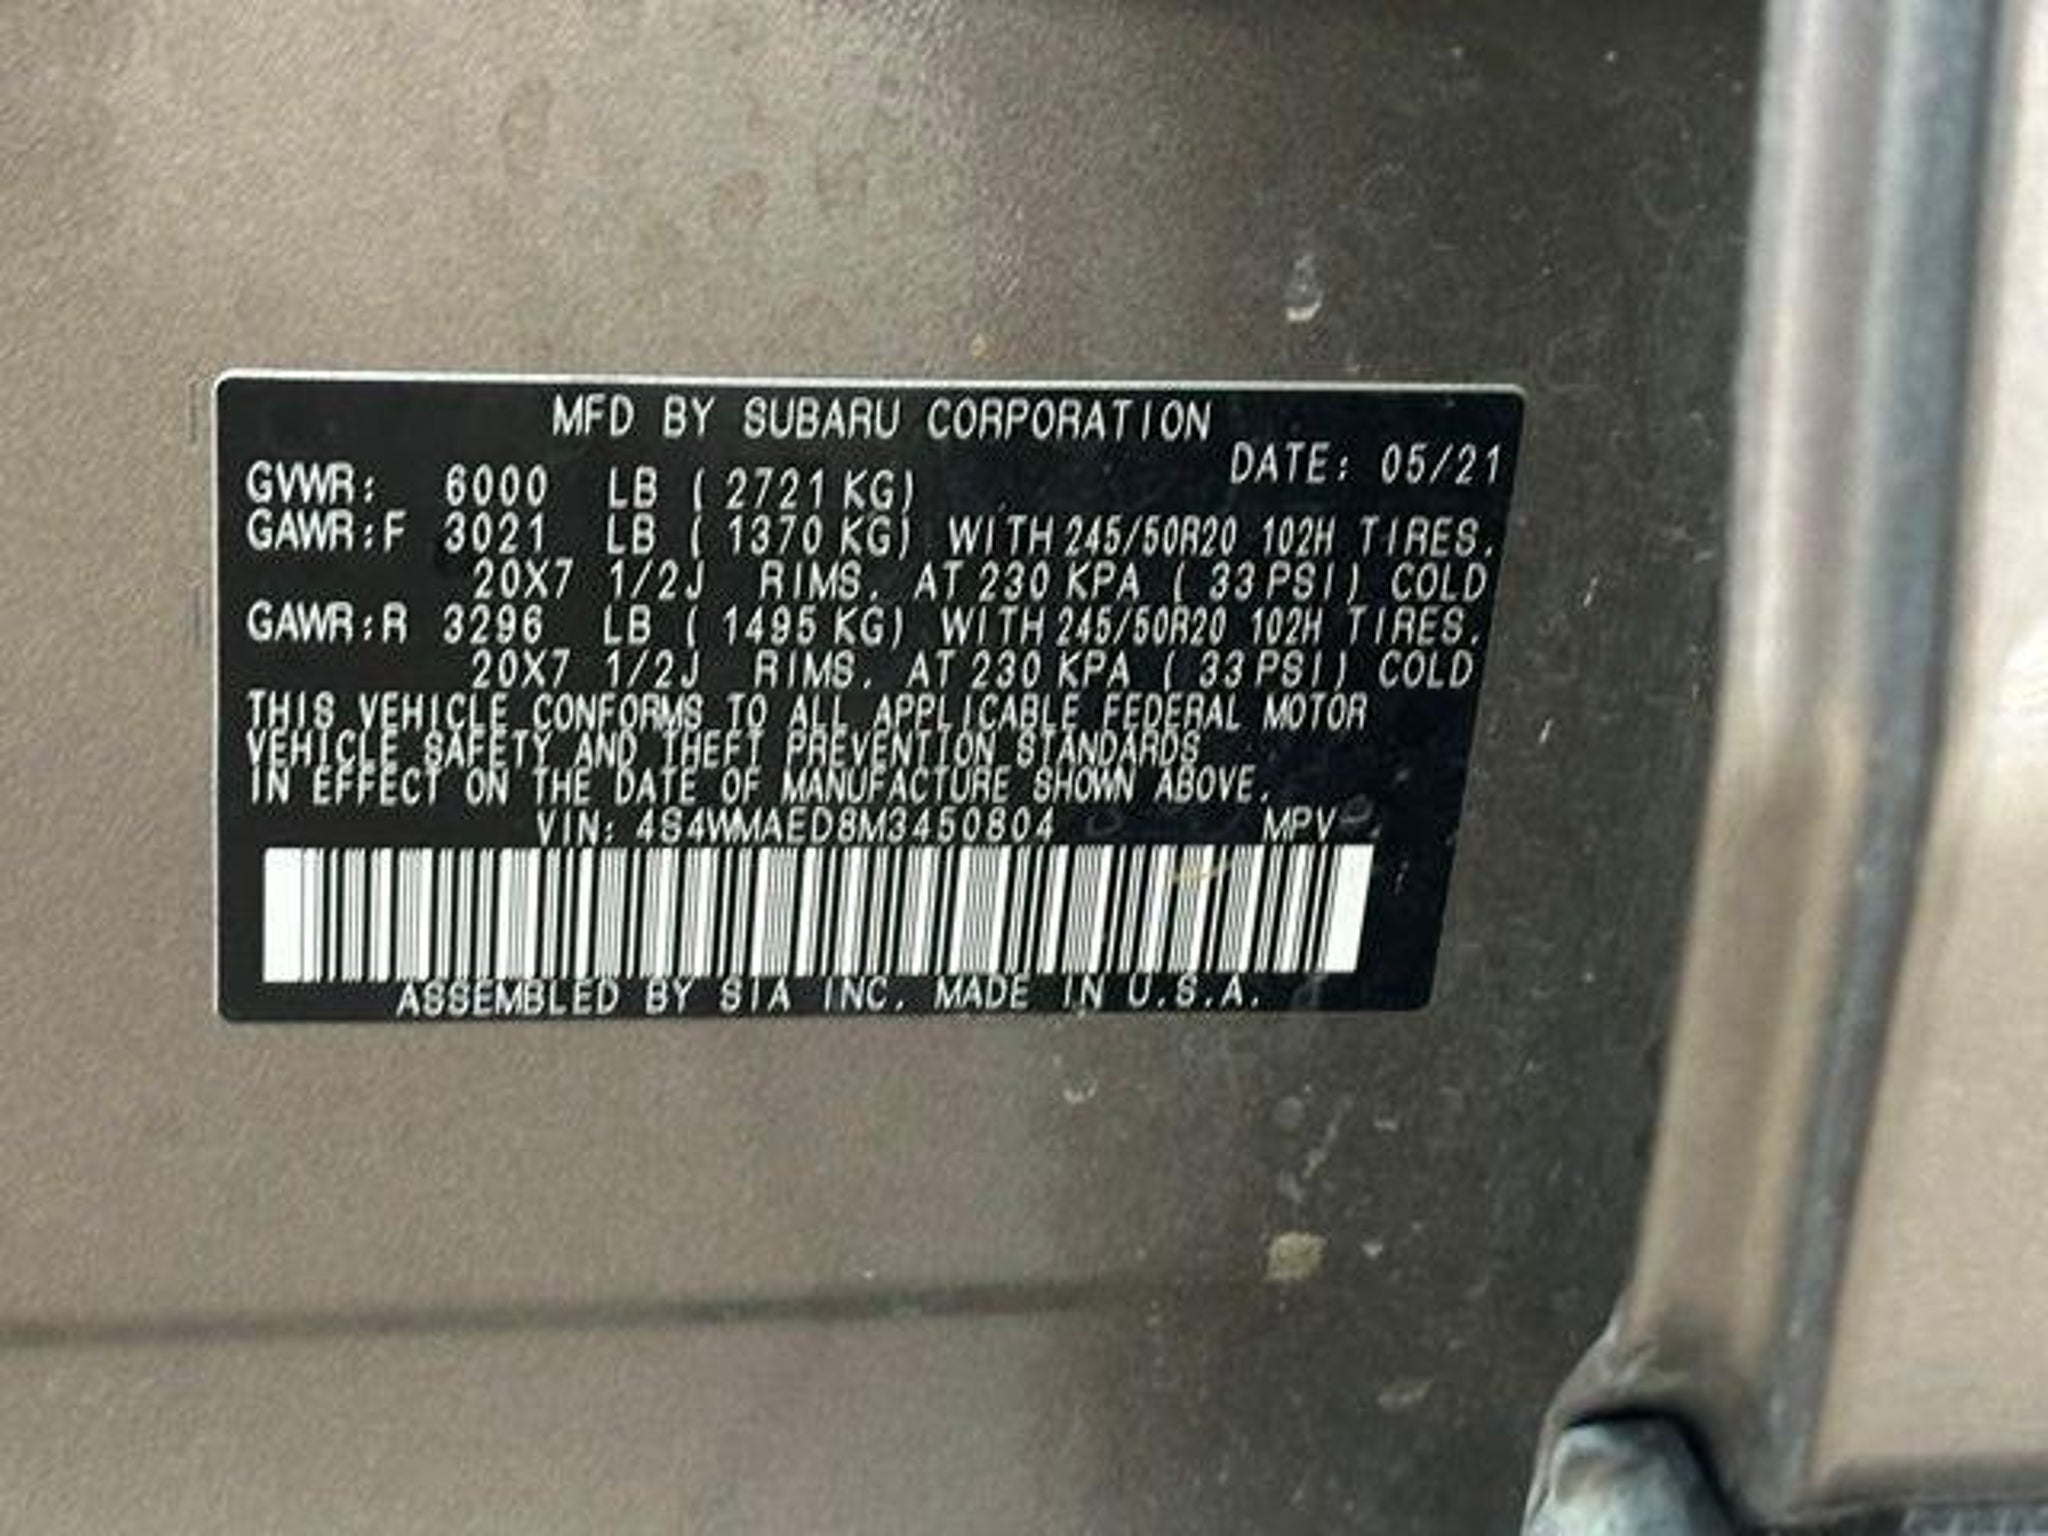 MFD BY SUBARU CORPORATION
DATE: 05/21
GVWR: 6000 LB ( 2721 KG)
GAWR:F 3021 LB ( 1370 KG) WITH 245/50R20 102H TIRES,
20X7 1/2J RIMS, AT 230 KPA ( 33 PSI) COLD
GAWR:R 3296 LB ( 1495 KG) WITH 245/50R20 102H TIRES,
20X7 1/2J RIMS, AT 230 KPA ( 33 PSI) COLD
THIS VEHICLE CONFORMS TO ALL APPLICABLE FEDERAL MOTOR
VEHICLE SAFETY AND THEFT PREVENTION STANDARDS
IN EFFECT ON THE DATE OF MANUFACTURE SHOWN ABOVE.
VIN: 4S4WMAED8M3450804 MPV
ASSEMBLED BY SIA INC. MADE IN U.S.A.